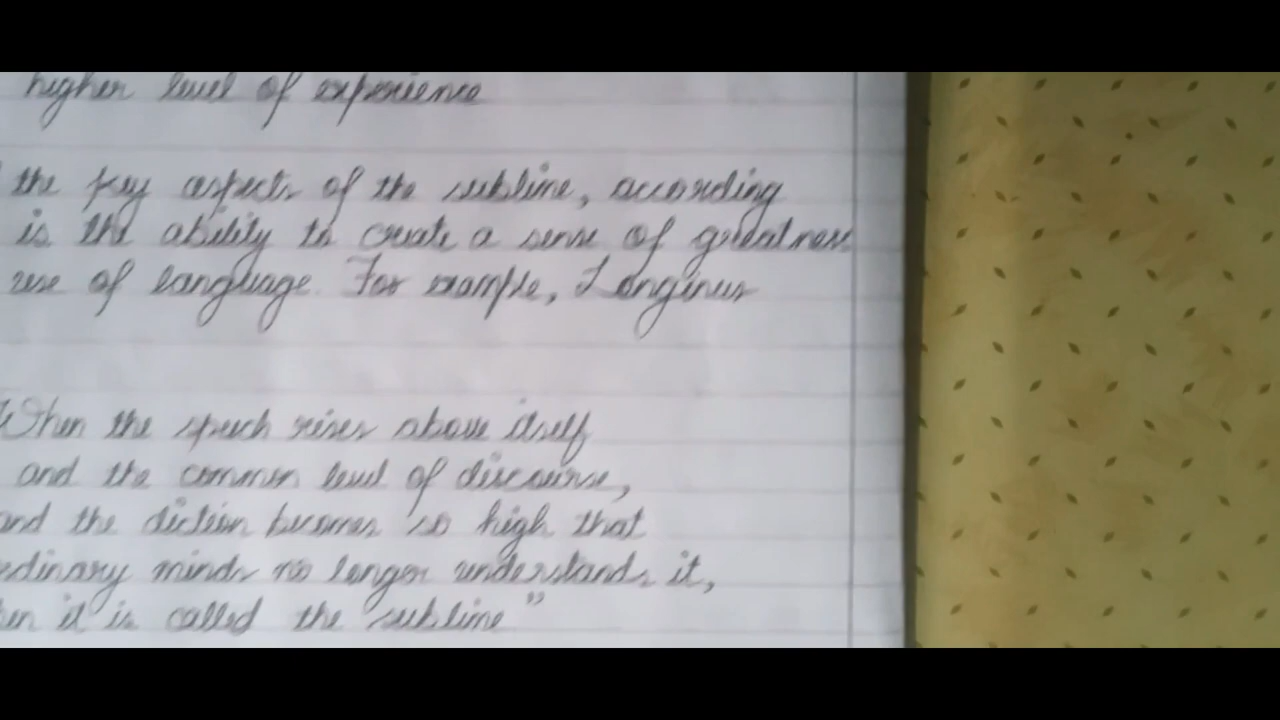 higher level of experience
the key aspects of the sublime, according
is the ability to create a sense of greatness
use of language. For example, Longinus
When the speech rises above itself
and the common level of discourse,
and the diction becomes so high that
minds no longer understands it,
it is called the sublime"